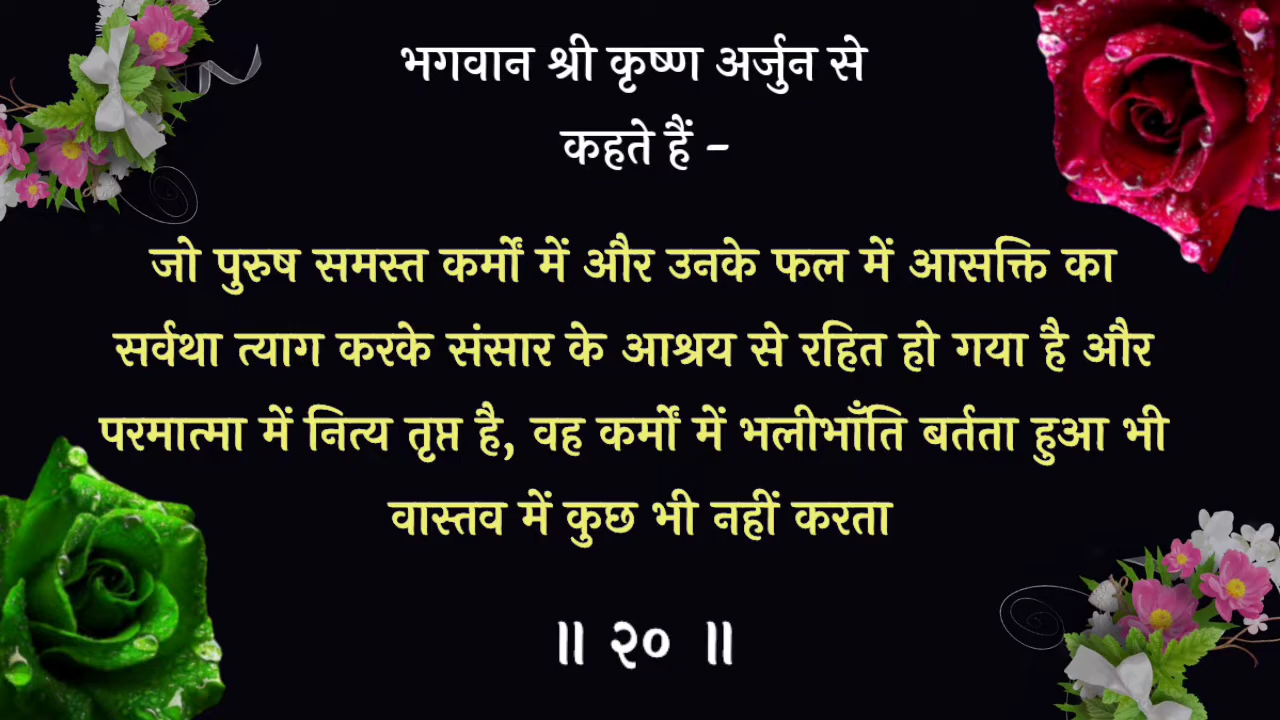 भगवान श्री कृष्ण अर्जुन से
कहते हैं -
जो पुरुष समस्त कर्मों में और उनके फल में आसक्ति का
सर्वथा त्याग करके संसार के आश्रय से रहित हो गया है और
परमात्मा में नित्य तृप्त है, वह कर्मों में भलीभाँति बर्तता हुआ भी
वास्तव में कुछ भी नहीं करता
॥ २० ॥